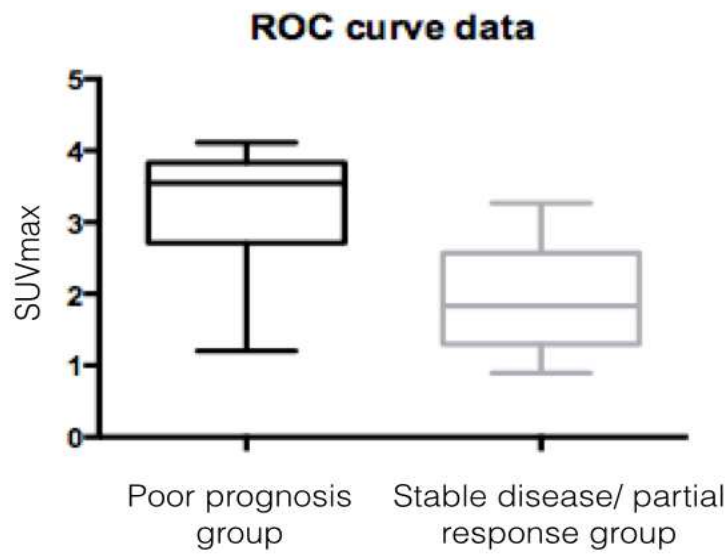 ROC curve data
5
4
3
2
1
0
SUVmax
Poor prognosis
group
Stable disease/ partial
response group